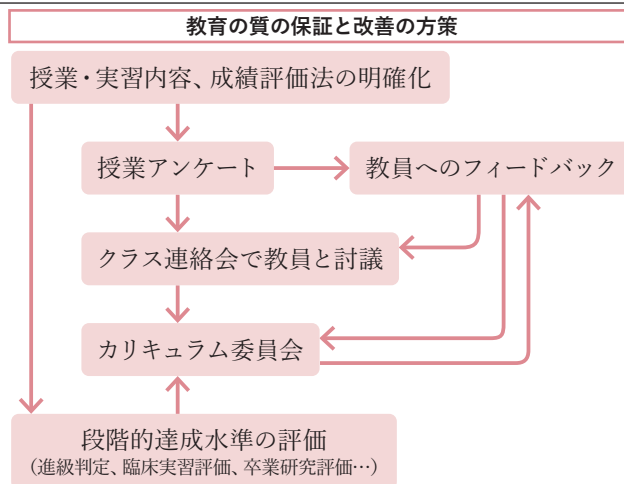 教育の質の保証と改善の方策
授業・実習内容、成績評価法の明確化
授業アンケート
教員へのフィードバック
クラス連絡会で教員と討議
カリキュラム委員会
段階的達成水準の評価
(進級判定、臨床実習評価、卒業研究評価…)